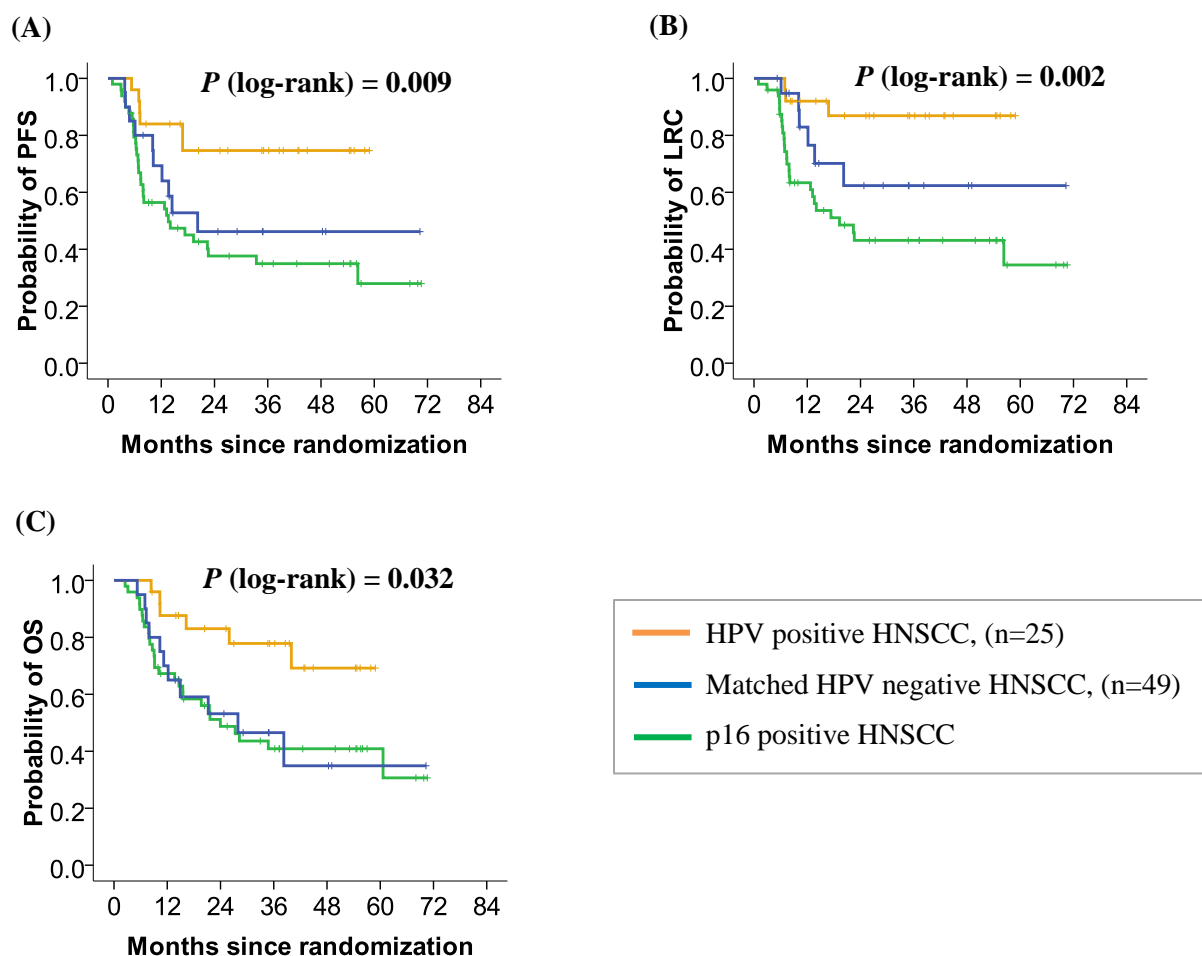 (A)
P (log-rank) = 0.009
Probability of PFS
1.0
0.8
0.6
0.4
0.2
0.0
0 12 24 36 48 60 72 84
Months since randomization
(B)
P (log-rank) = 0.002
Probability of LRC
1.0
0.8
0.6
0.4
0.2
0.0
0 12 24 36 48 60 72 84
Months since randomization
(C)
P (log-rank) = 0.032
Probability of OS
1.0
0.8
0.6
0.4
0.2
0.0
0 12 24 36 48 60 72 84
Months since randomization
HPV positive HNSCC, (n=25)
Matched HPV negative HNSCC, (n=49)
p16 positive HNSCC